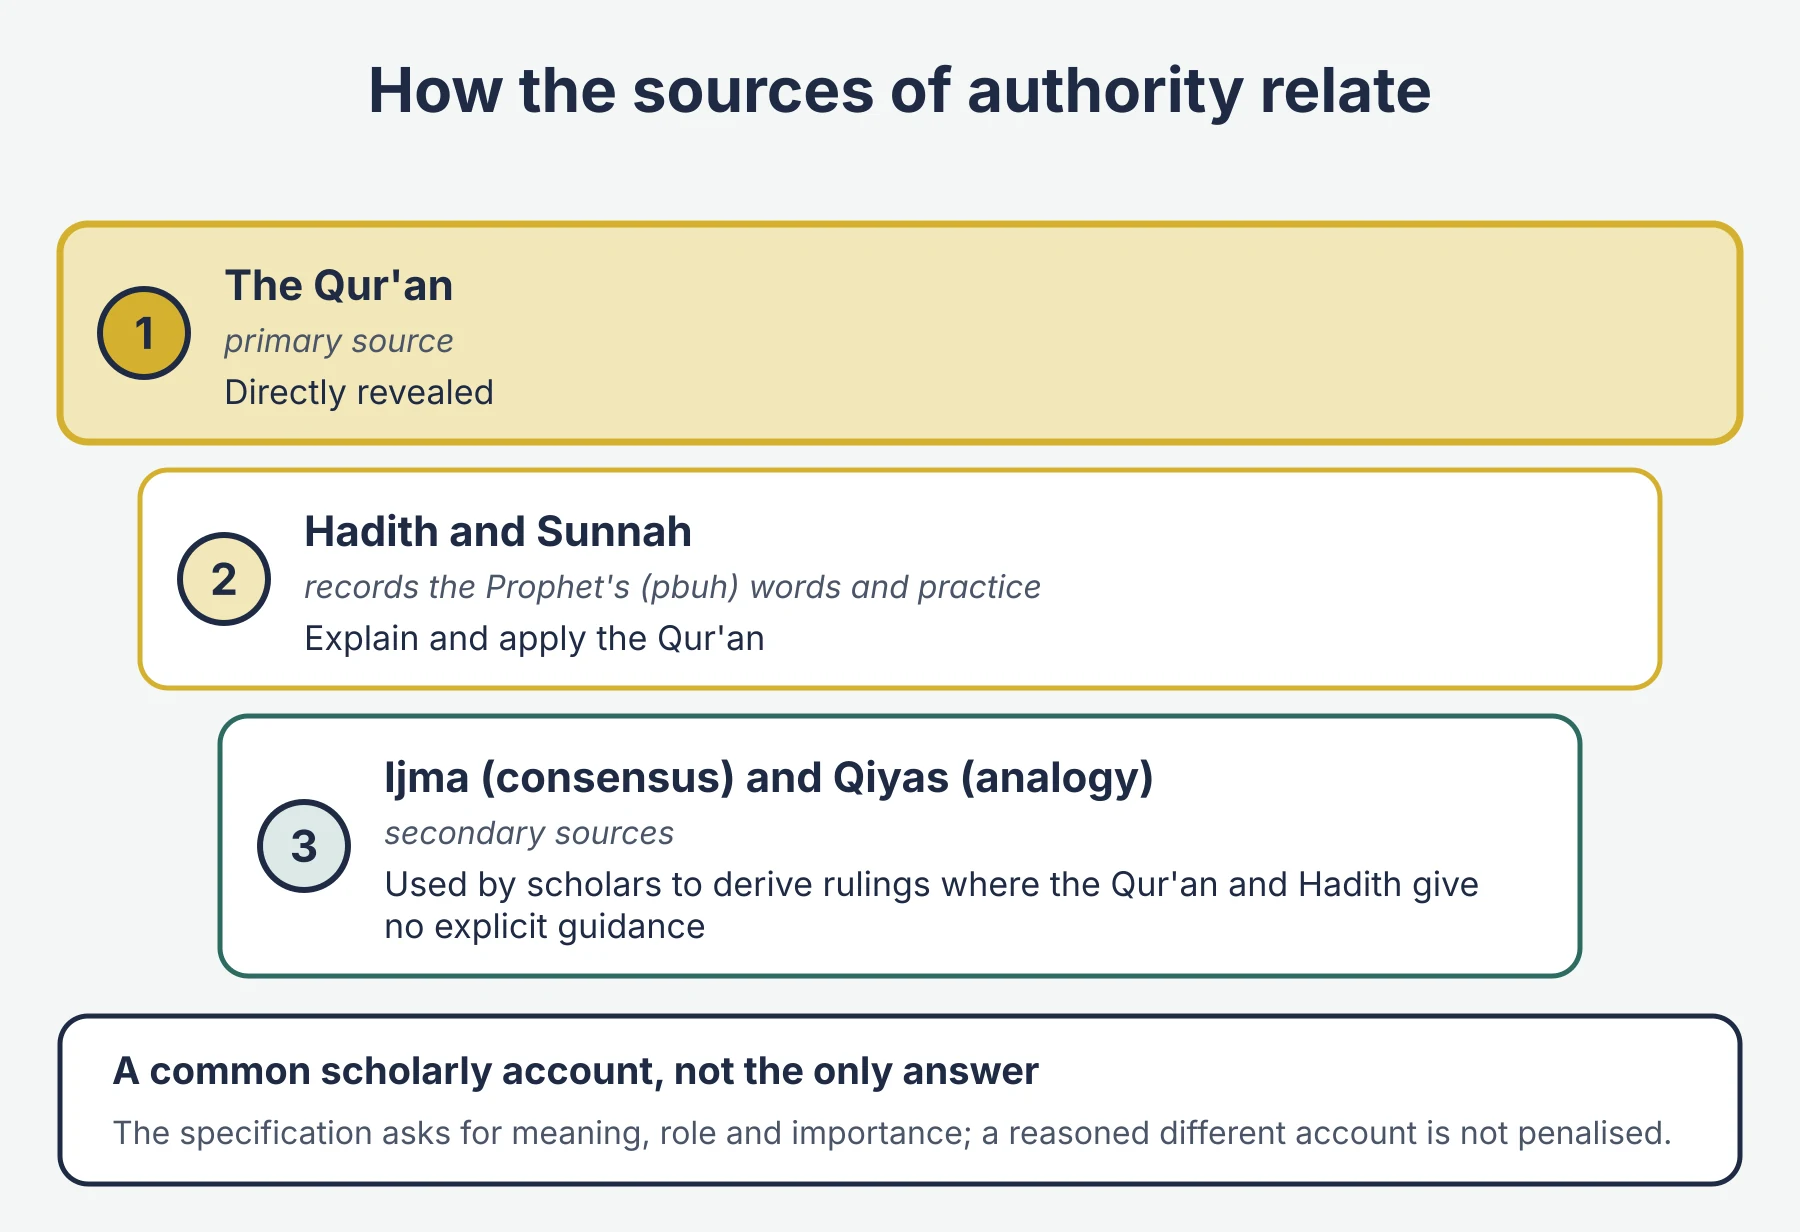 How the sources of authority relate
1
The Qur'an
primary source
Directly revealed
2
Hadith and Sunnah
records the Prophet's (pbuh) words and practice
Explain and apply the Qur'an
3
Ijma (consensus) and Qiyas (analogy)
secondary sources
Used by scholars to derive rulings where the Qur'an and Hadith give
no explicit guidance
A common scholarly account, not the only answer
The specification asks for meaning, role and importance; a reasoned different account is not penalised.